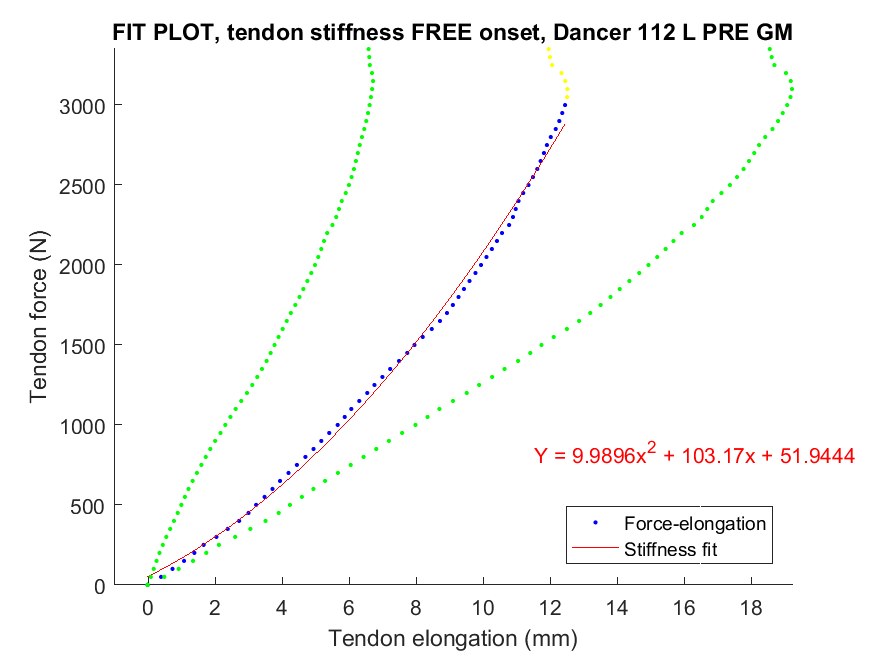 FIT PLOT, tendon stiffness FREE onset, Dancer 112 L PRE GM
3000
2500
2000
1500
1000
500
0
Tendon force (N)
Y = 9.9896x² + 103.17x + 51.9444
Force-elongation
Stiffness fit
0 2 4 6 8 10 12 14 16 18
Tendon elongation (mm)